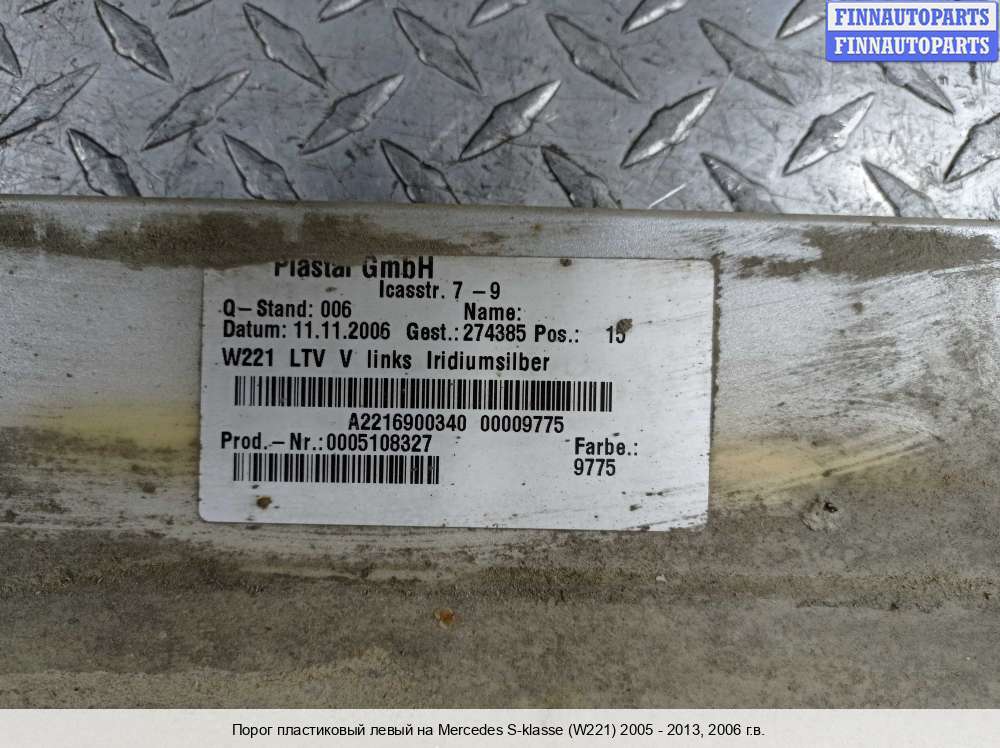 FINNAUTOPARTS
FINNAUTOPARTS
Plastal GmbH
Icasstr. 7 –9
Q–Stand: 006 Name:
Datum: 11.11.2006 Gest.: 274385 Pos.: 15
W221 LTV V links Iridiumsilber
A2216900340 00009775
Prod.–Nr.:0005108327 Farbe.:
9775
Порог пластиковый левый на Mercedes S-klasse (W221) 2005 - 2013, 2006 г.в.